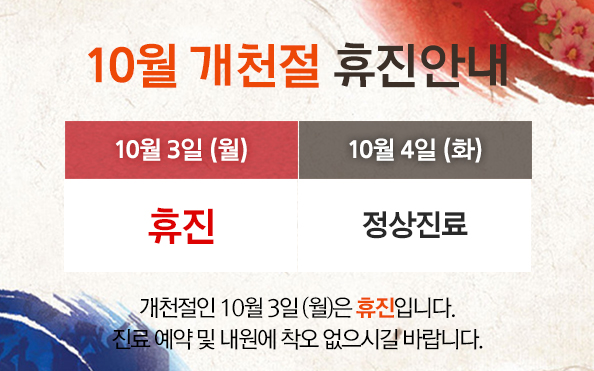 10월 개천절 휴진안내
10월 3일 (월) 10월 4일 (화)
휴진 정상진료
개천절인 10월 3일 (월)은 휴진입니다.
진료 예약 및 내원에 착오 없으시길 바랍니다.